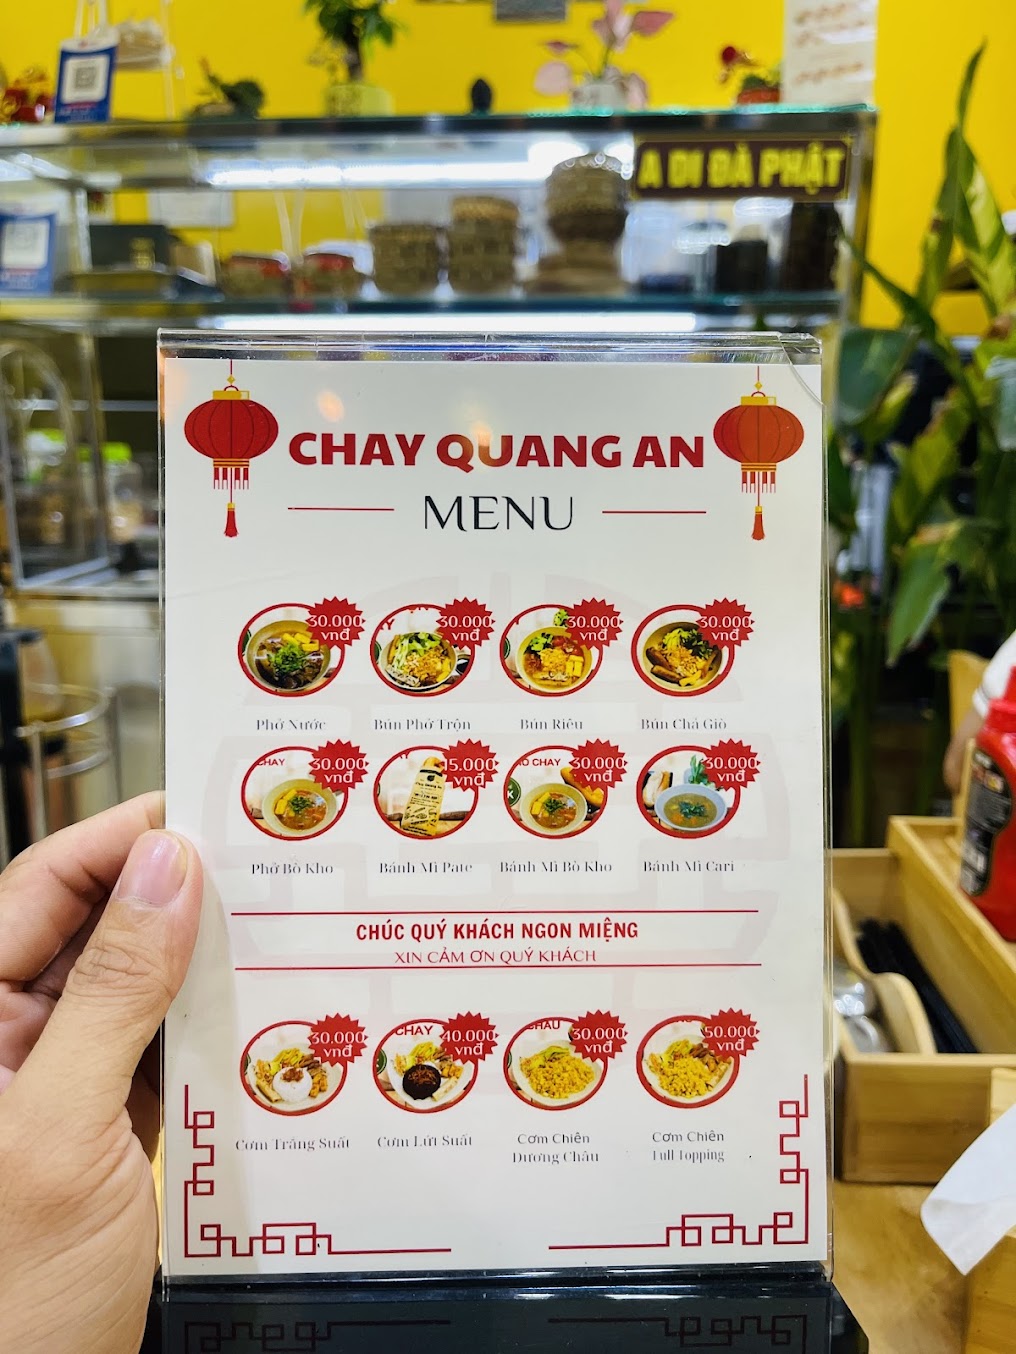 A DI ĐÀ PHẬT
CHAY QUANG AN
MENU
30.000 vnđ
30.000 vnđ
30.000 vnđ
30.000 vnđ
Phở Nước
Bún Phở Trộn
Bún Riêu
Bún Chả Giò
CHAY
30.000 vnđ
15.000 vnđ
CHAY
30.000 vnđ
30.000 vnđ
Phở Bò Kho
Bánh Mì Pate
Bánh Mì Bò Kho
Bánh Mì Cari
CHÚC QUÝ KHÁCH NGON MIỆNG
XIN CẢM ƠN QUÝ KHÁCH
30.000 vnđ
CHAY
40.000 vnđ
30.000 vnđ
50.000 vnđ
Cơm Trắng Suất
Cơm Lứt Suất
Cơm Chiên
Dương Châu
Cơm Chiên
Full Topping